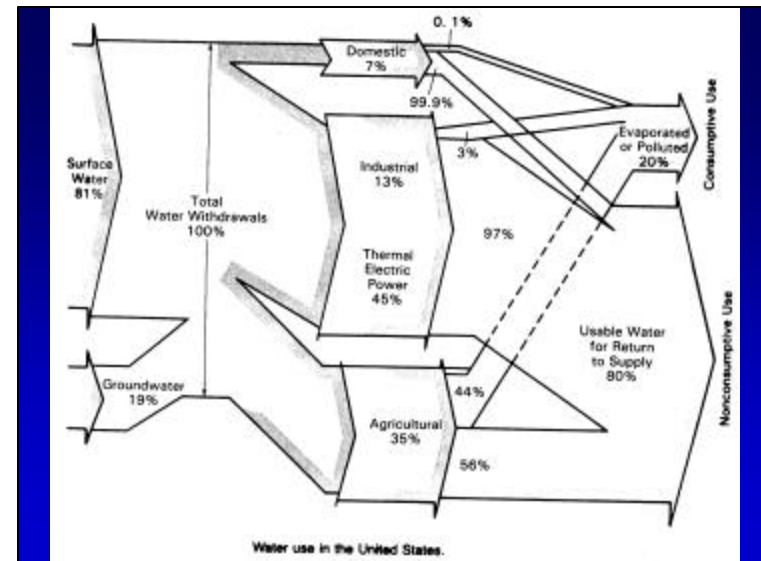 0.1%
Domestic
7%
99.9%
Surface
Water
81%
Total
Water Withdrawals
100%
Groundwater
19%
Industrial
13%
3%
Thermal
Electric
Power
45%
97%
Agricultural
35%
44%
56%
Evaporated
or Polluted
20%
Consumptive Use
Usable Water
for Return
to Supply
80%
Nonconsumptive Use
Water use in the United States.